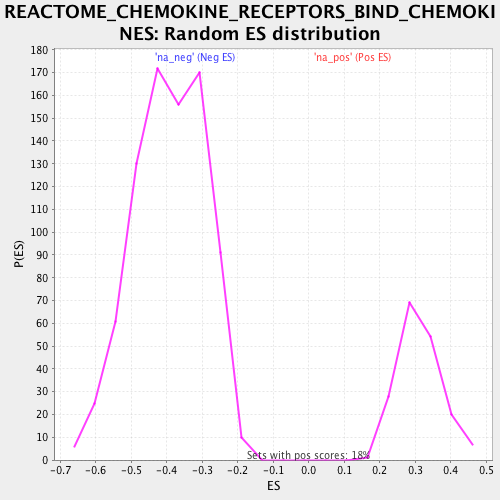 REACTOME_CHEMOKINE_RECEPTORS_BIND_CHEMOKI
NES: Random ES distribution
'na_neg' (Neg ES)
'na_pos' (Pos ES)
180
170
160
150
140
130
120
110
100
90
80
70
60
50
40
30
20
10
0
P(ES)
Sets with pos scores: 18%
-0.7 -0.6 -0.5 -0.4 -0.3 -0.2 -0.1 0.0 0.1 0.2 0.3 0.4 0.5
ES